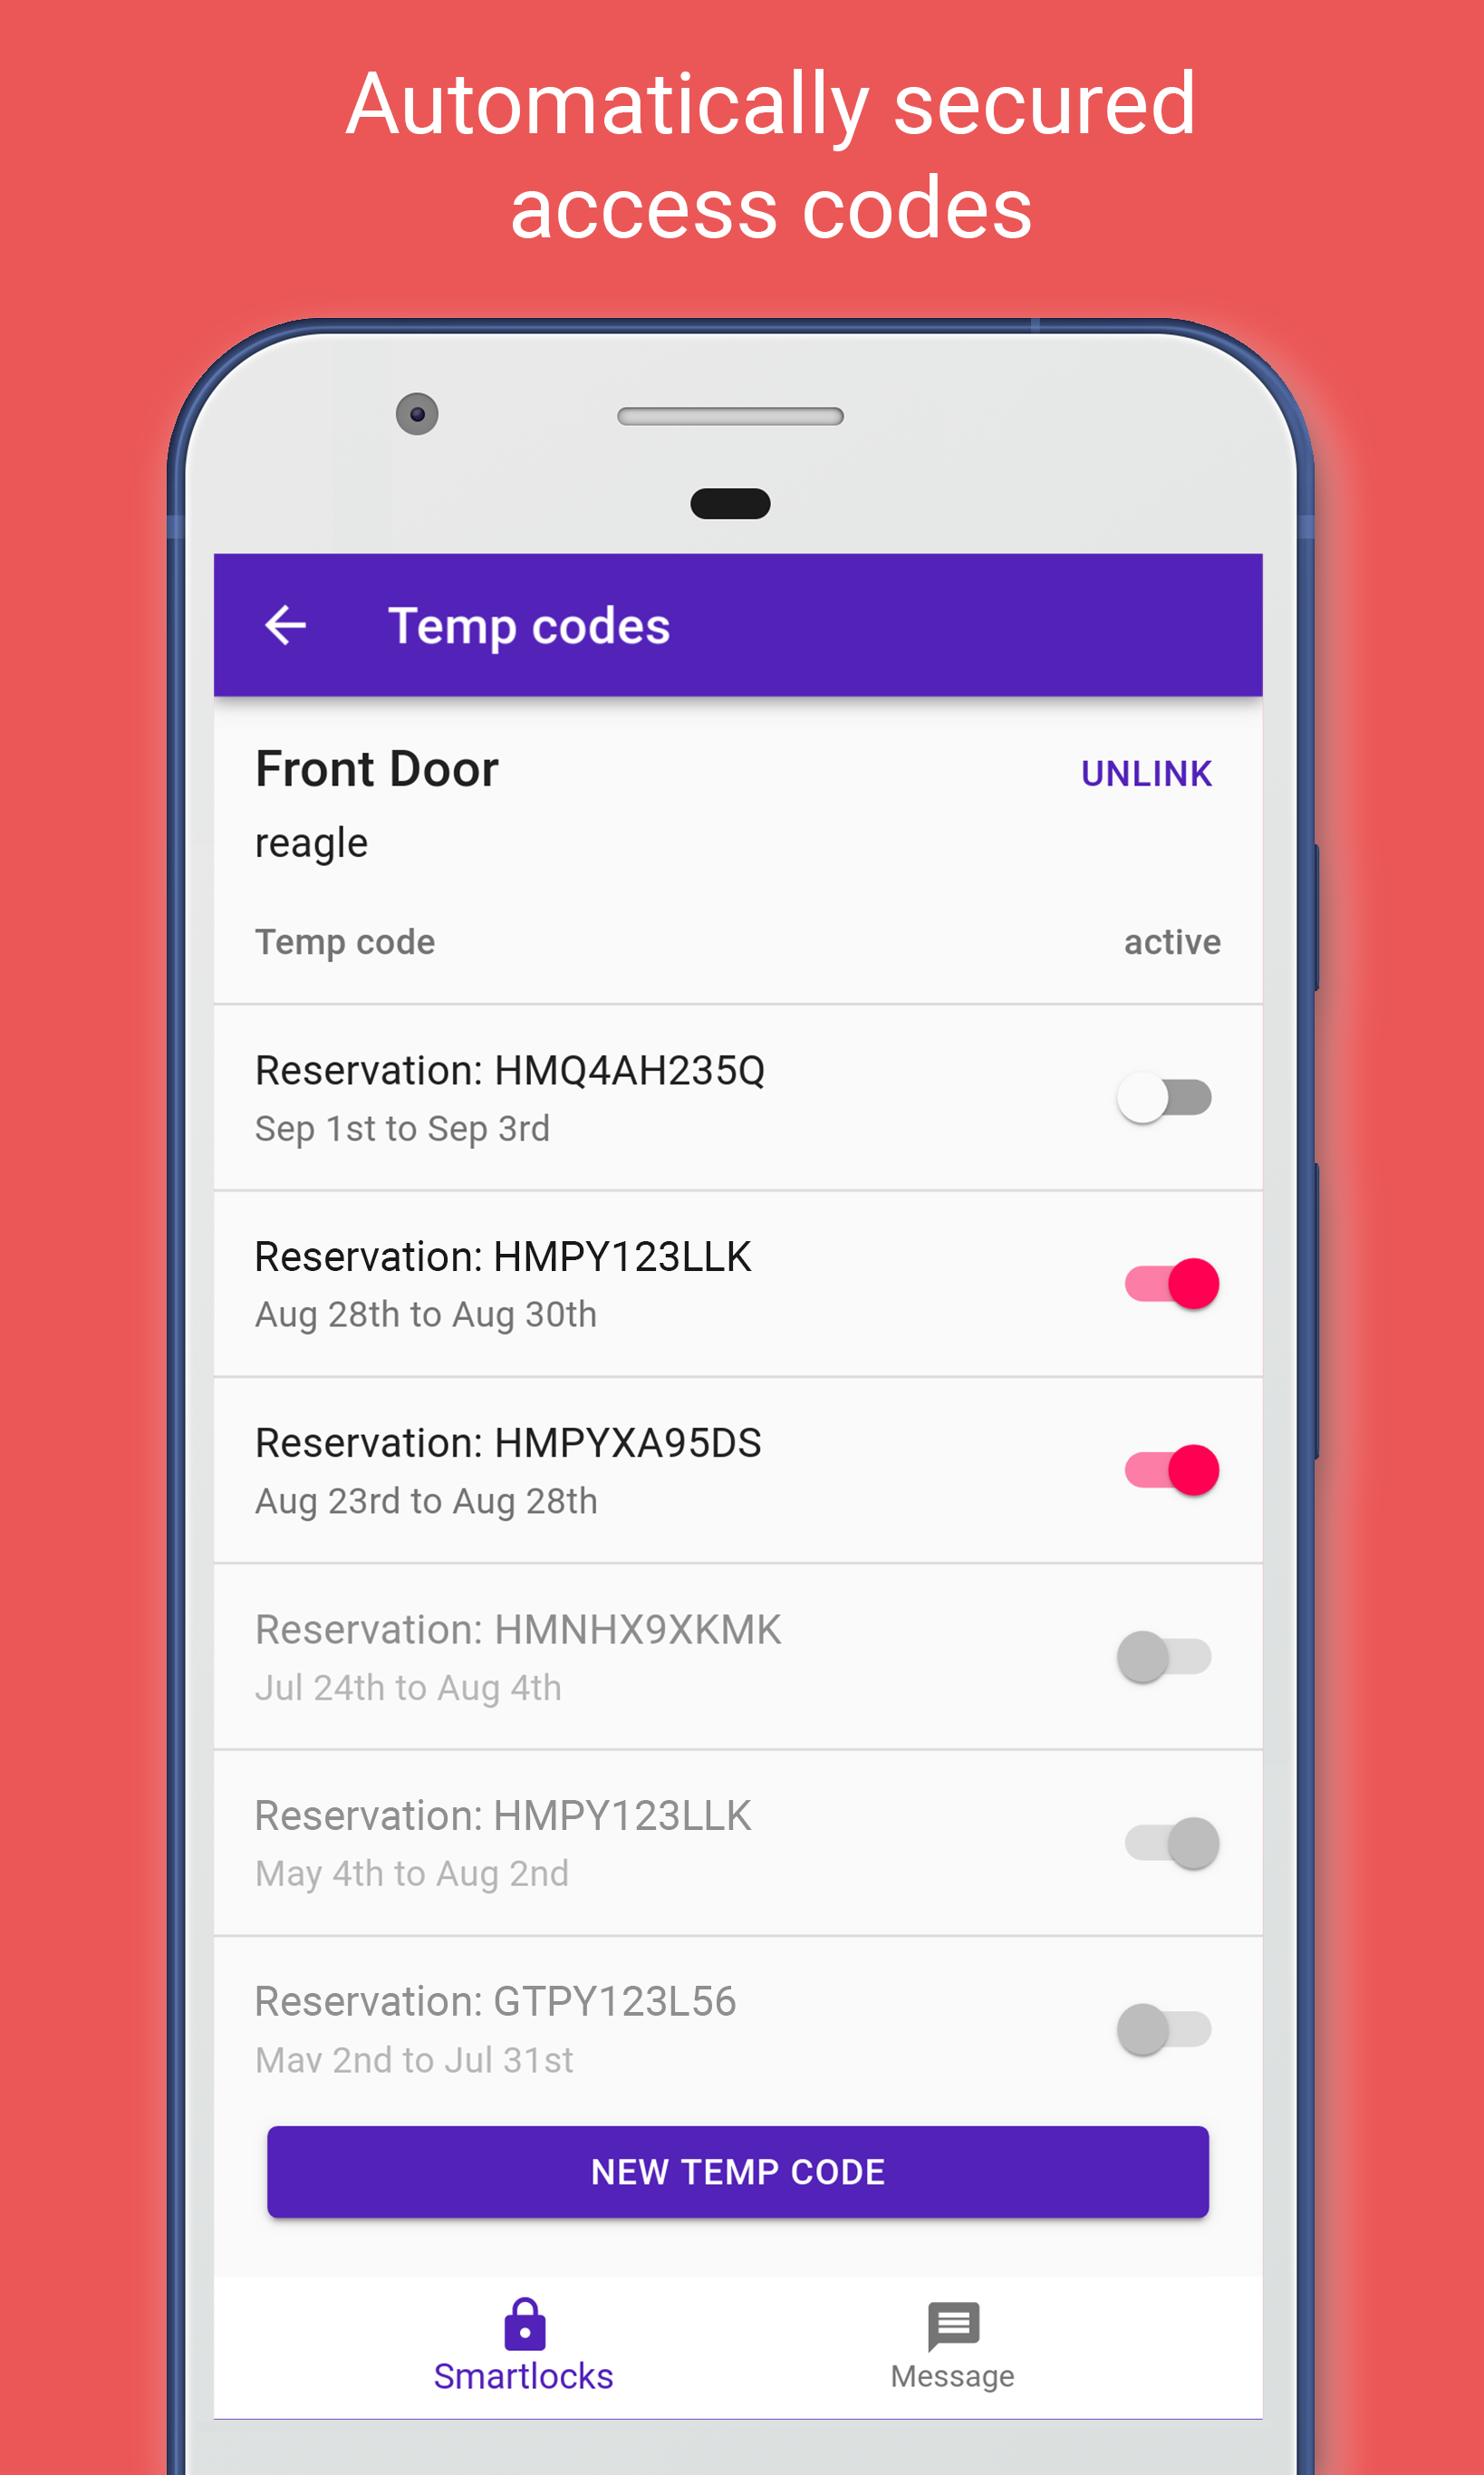 Automatically secured
access codes
Temp codes
Front Door
UNLINK
reagle
Temp code
active
Reservation: HMQ4AH235Q
Sep 1st to Sep 3rd
Reservation: HMPY123LLK
Aug 28th to Aug 30th
Reservation: HMPYXA95DS
Aug 23rd to Aug 28th
Reservation: HMNHX9XKMK
Jul 24th to Aug 4th
Reservation: HMPY123LLK
May 4th to Aug 2nd
Reservation: GTPY123L56
May 2nd to Jul 31st
NEW TEMP CODE
Smartlocks
Message